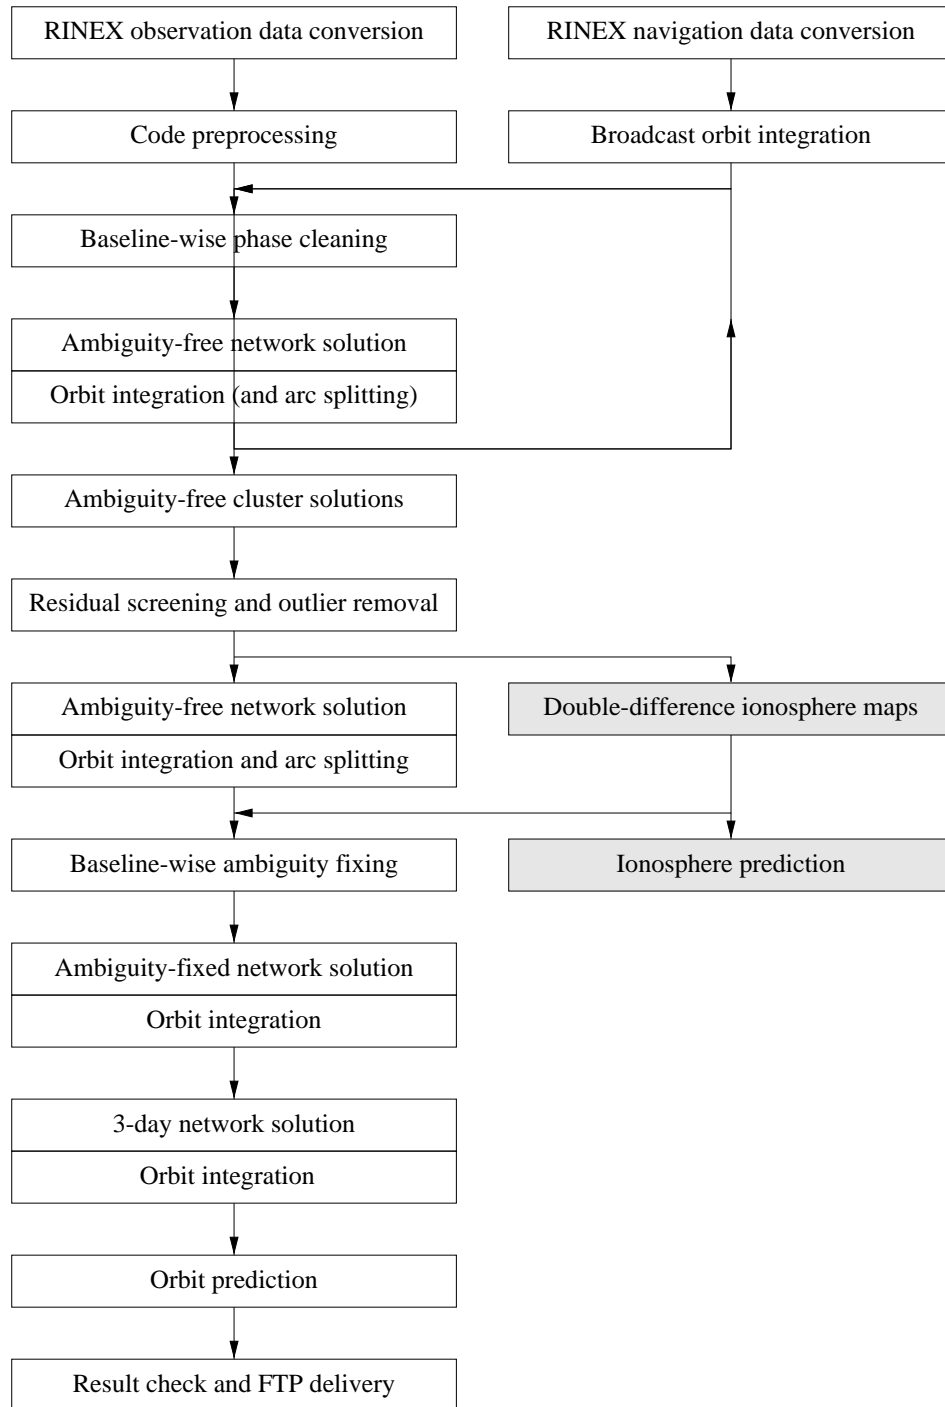 RINEX observation data conversion
RINEX navigation data conversion
Code preprocessing
Broadcast orbit integration
Baseline-wise phase cleaning
Ambiguity-free network solution
Orbit integration (and arc splitting)
Ambiguity-free cluster solutions
Residual screening and outlier removal
Ambiguity-free network solution
Double-difference ionosphere maps
Orbit integration and arc splitting
Baseline-wise ambiguity fixing
Ionosphere prediction
Ambiguity-fixed network solution
Orbit integration
3-day network solution
Orbit integration
Orbit prediction
Result check and FTP delivery